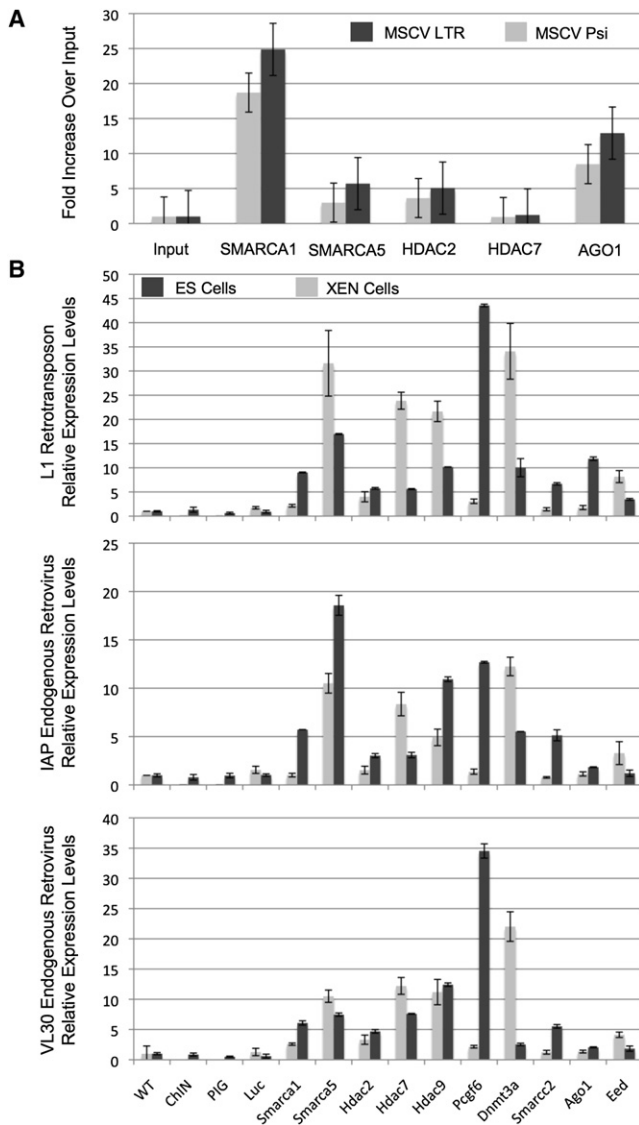 A
Fold Increase Over Input
30
25
20
15
10
5
0
MSCV LTR
MSCV Psi
Input
SMARCA1
SMARCA5
HDAC2
HDAC7
AGO1
B
L1 Retrotransposon
Relative Expression Levels
50
45
40
35
30
25
20
15
10
5
0
ES Cells
XEN Cells
IAP Endogenous Retrovirus
Relative Expression Levels
25
20
15
10
5
0
VL30 Endogenous Retrovirus
Relative Expression Levels
40
35
30
25
20
15
10
5
0
WT
ChIN
PIG
Luc
Smarca1
Smarca5
Hdac2
Hdac7
Hdac9
Pcgf6
Dnmt3a
Smarcc2
Ago1
Eed